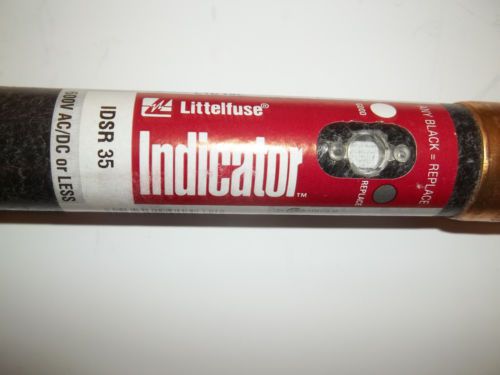 600V AC/DC or LESS
IDSR 35
Littelfuse®
Indicator™
GOOD
REPLACE
ANY BLACK = REPLACE